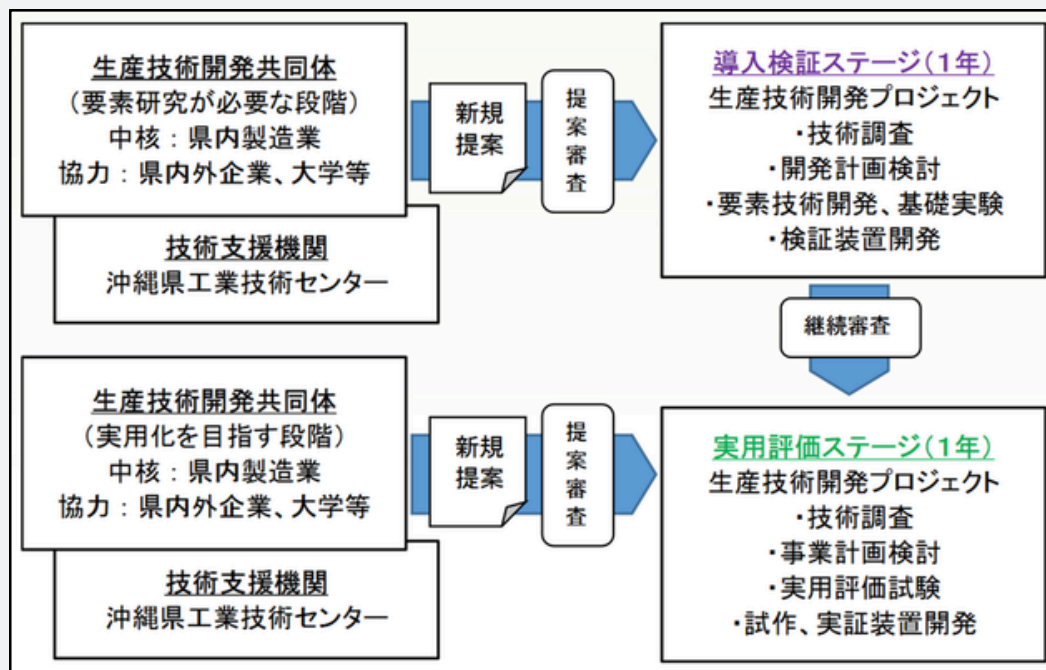 生産技術開発共同体
（要素研究が必要な段階）
中核：県内製造業
協力：県内外企業、大学等
技術支援機関
沖縄県工業技術センター
新規
提案
提案審査
導入検証ステージ（１年）
生産技術開発プロジェクト
・技術調査
・開発計画検討
・要素技術開発、基礎実験
・検証装置開発
継続審査
生産技術開発共同体
（実用化を目指す段階）
中核：県内製造業
協力：県内外企業、大学等
技術支援機関
沖縄県工業技術センター
新規
提案
提案審査
実用評価ステージ（１年）
生産技術開発プロジェクト
・技術調査
・事業計画検討
・実用評価試験
・試作、実証装置開発